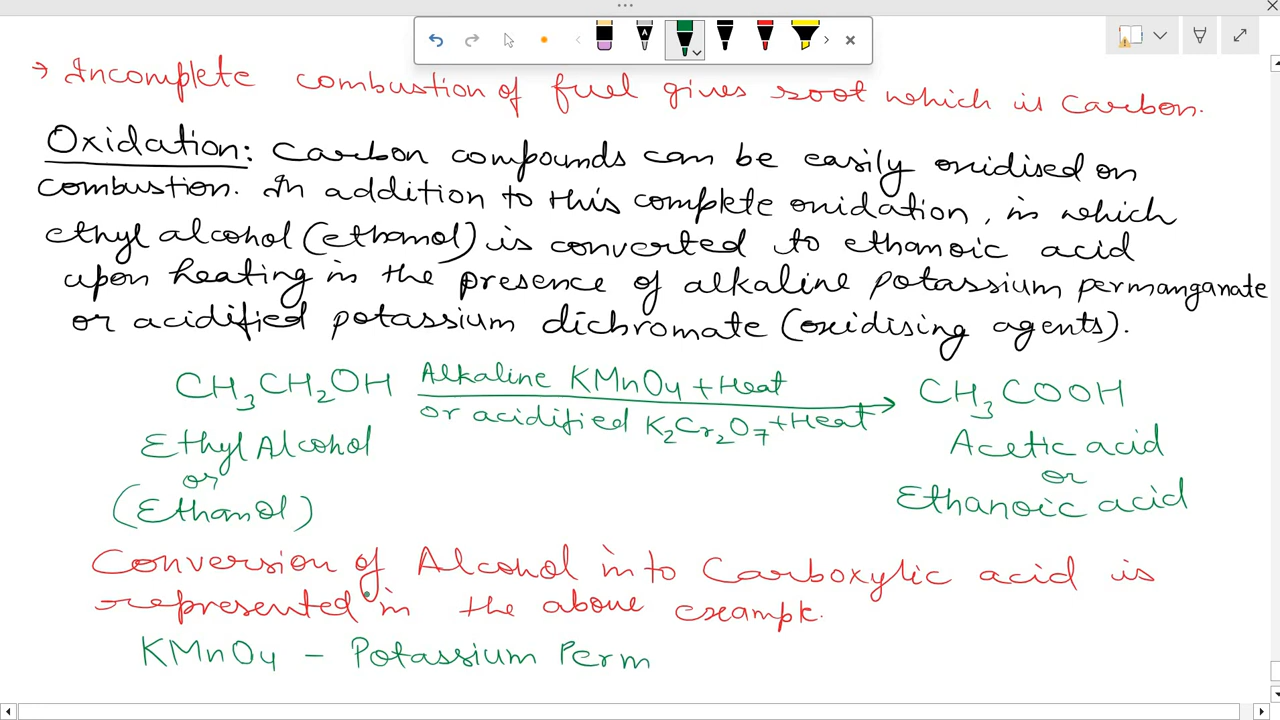 → Incomplete combustion of fuel gives soot which is Carbon.
Oxidation: Carbon compounds can be easily oxidised on
combustion. In addition to this complete oxidation, in which
ethyl alcohol (ethanol) is converted to ethanoic acid
upon heating in the presence of alkaline potassium permanganate
or acidified potassium dichromate (oxidising agents).
CH₃CH₂OH Alkaline KMnO₄ + Heat CH₃COOH
or acidified K₂Cr₂O₇ + Heat
Ethyl Alcohol Acetic acid
or or
(Ethanol) Ethanoic acid
Conversion of Alcohol into Carboxylic acid is
represented in the above example.
KMnO₄ – Potassium Perm